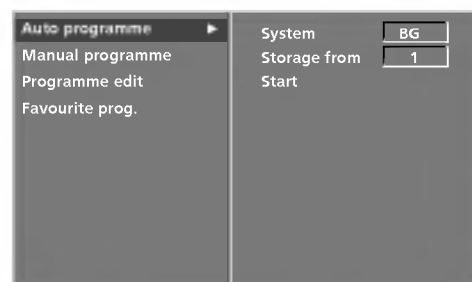 Auto programme ►
Manual programme
Programme edit
Favourite prog.
System BG
Storage from 1
Start